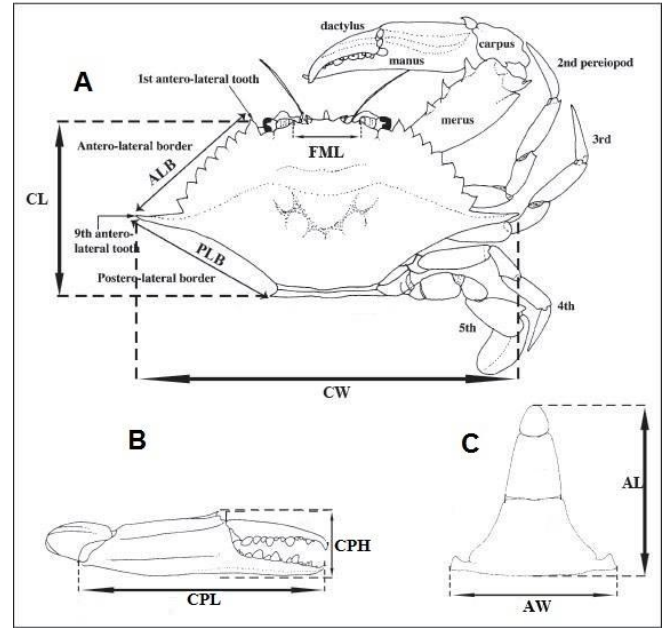 A
dactylus
manus
carpus
2nd pereiopod
1st antero-lateral tooth
merus
3rd
Antero-lateral border
ALB
FML
CL
9th antero-
lateral tooth
PLB
Postero-lateral border
4th
5th
CW
B
CPH
CPL
C
AL
AW